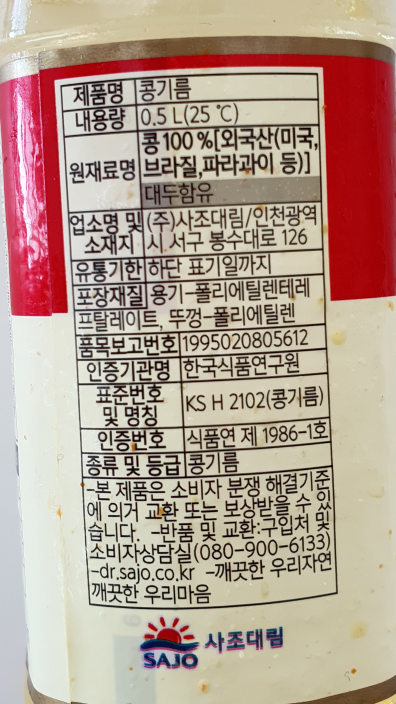 제품명 콩기름
내용량 0.5 L(25 ℃)
원재료명 콩 100 %[외국산(미국,
브라질,파라과이 등)]
대두함유
업소명 및 소재지 (주)사조대림/인천광역
시 서구 봉수대로 126
유통기한 하단 표기일까지
포장재질 용기-폴리에틸렌테레
프탈레이트, 뚜껑-폴리에틸렌
품목보고번호 1995020805612
인증기관명 한국식품연구원
표준번호 및 명칭 KS H 2102(콩기름)
인증번호 식품연 제 1986-1호
종류 및 등급 콩기름
-본 제품은 소비자 분쟁 해결기준
에 의거 교환 또는 보상받을 수 있
습니다. -반품 및 교환:구입처 및
소비자상담실(080-900-6133)
-dr.sajo.co.kr -깨끗한 우리자연
깨끗한 우리마음
SAJO 사조대림